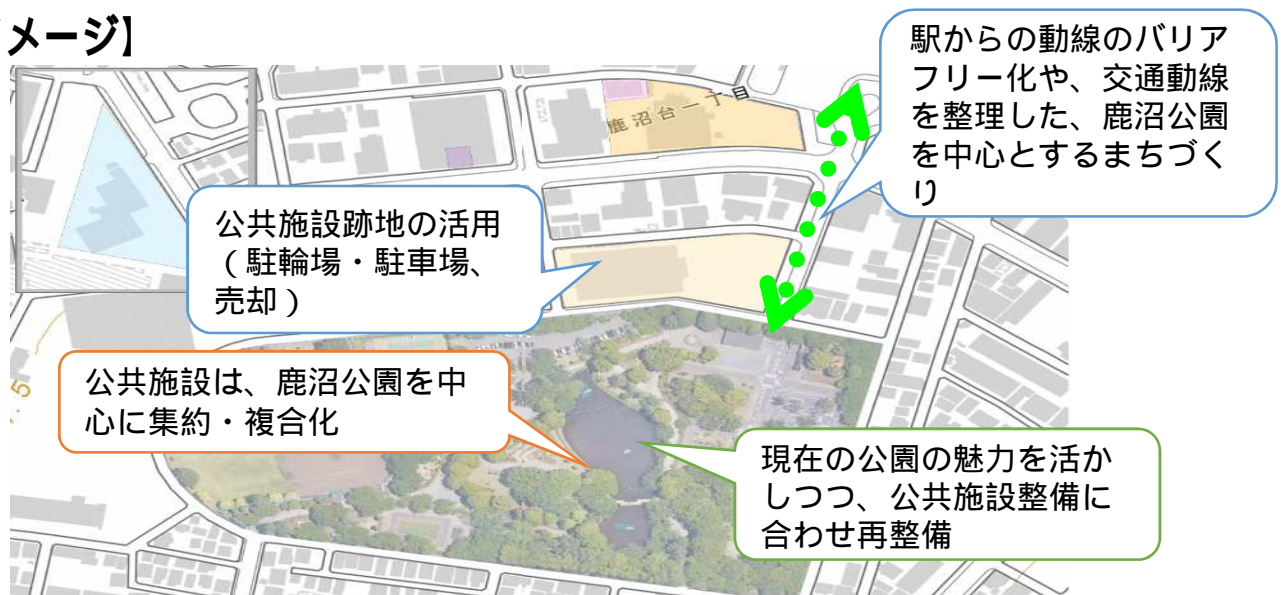 メージ】
駅からの動線のバリア
フリー化や、交通動線
を整理した、鹿沼公園
を中心とするまちづく
り
鹿沼台一丁目
公共施設跡地の活用
（駐輪場・駐車場、
売却）
公共施設は、鹿沼公園を中
心に集約・複合化
現在の公園の魅力を活か
しつつ、公共施設整備に
合わせ再整備
5